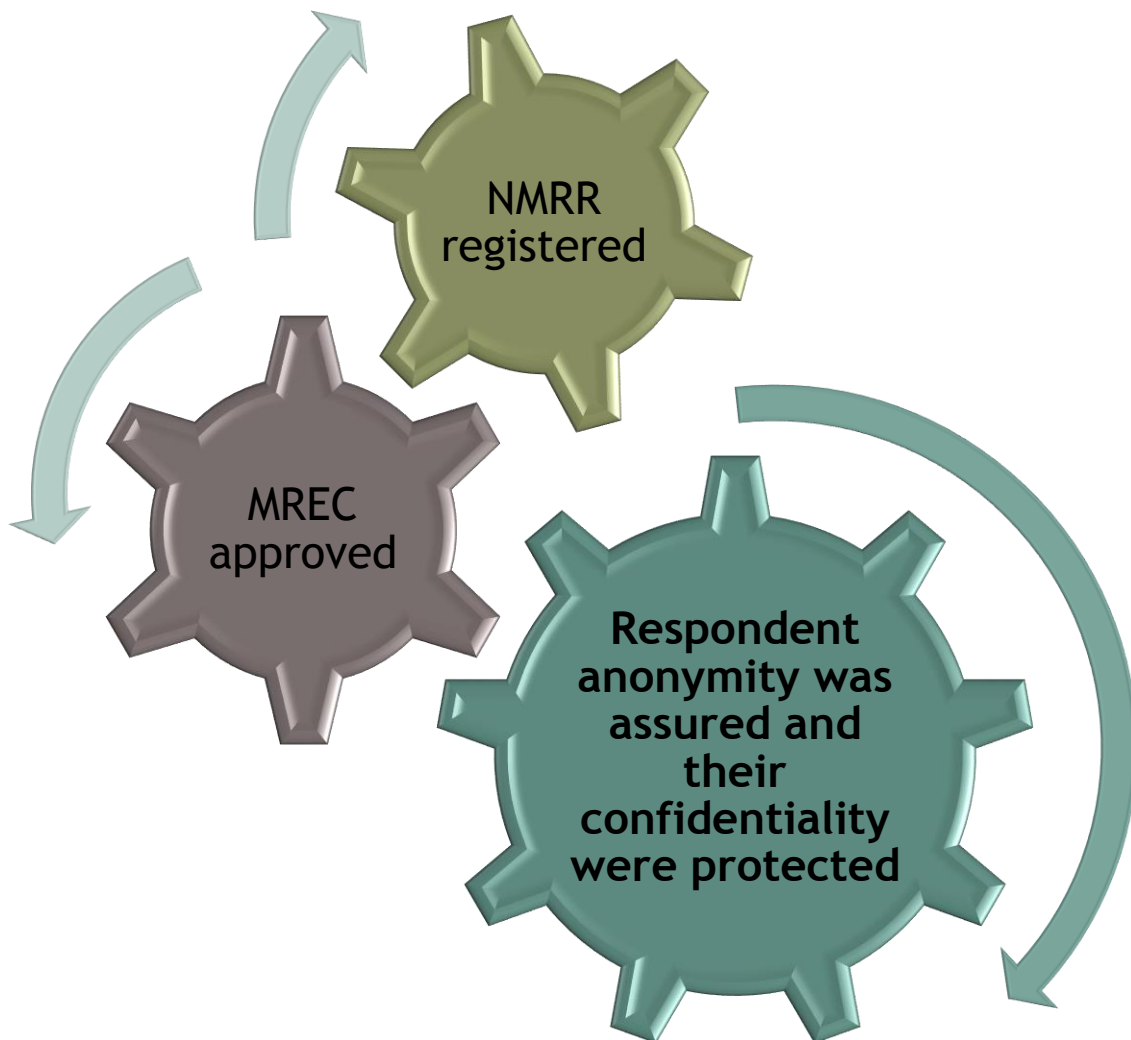 NMRR
registered
MREC
approved
Respondent
anonymity was
assured and
their
confidentiality
were protected